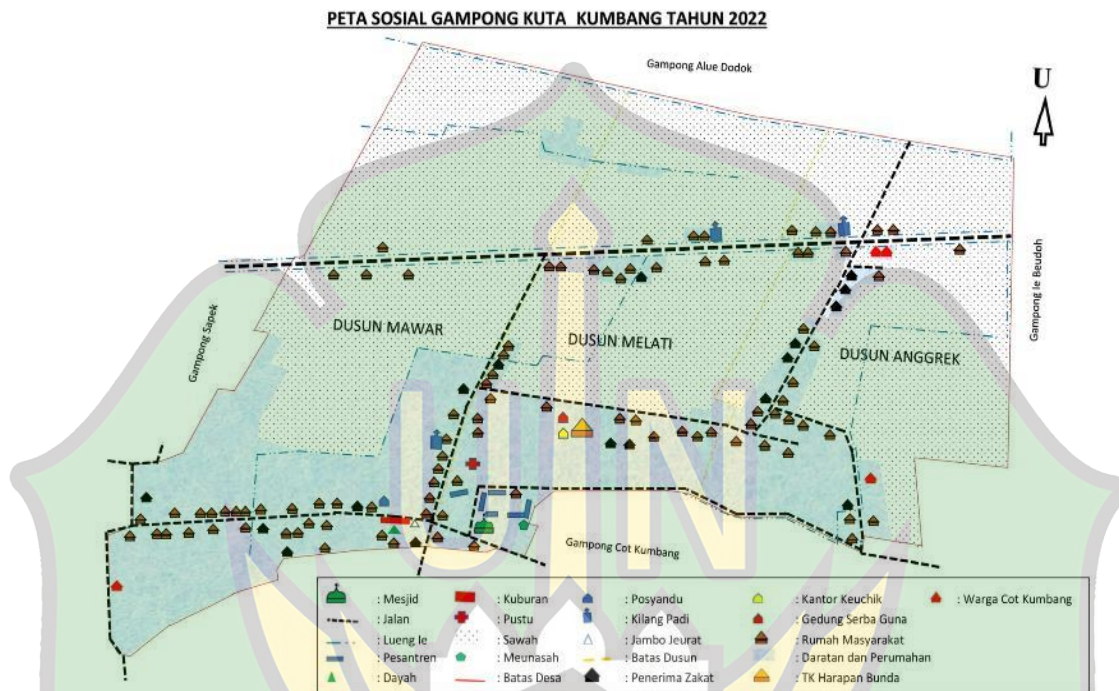 PETA SOSIAL GAMPONG KUTA KUMBANG TAHUN 2022
Gampong Alue Dodok
U
Gampong Ie Beudoh
Gampong Sapek
DUSUN MAWAR
DUSUN MELATI
DUSUN ANGGREK
Gampong Cot Kumbang
UIN
: Mesjid
: Kuburan
: Posyandu
: Kantor Keuchik
: Warga Cot Kumbang
: Jalan
: Pustu
: Kilang Padi
: Gedung Serba Guna
: Lueng Ie
: Sawah
: Jambo Jeurat
: Rumah Masyarakat
: Pesantren
: Meunasah
: Batas Dusun
: Daratan dan Perumahan
: Dayah
: Batas Desa
: Penerima Zakat
: TK Harapan Bunda